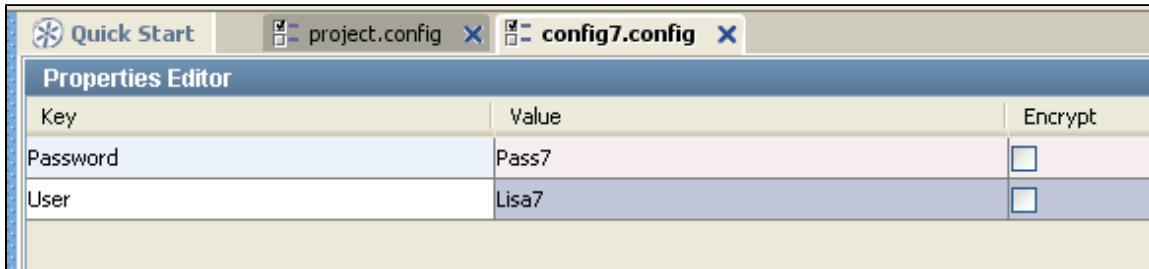 Quick Start project.config config7.config
Properties Editor
Key Value Encrypt
Password Pass7
User Lisa7